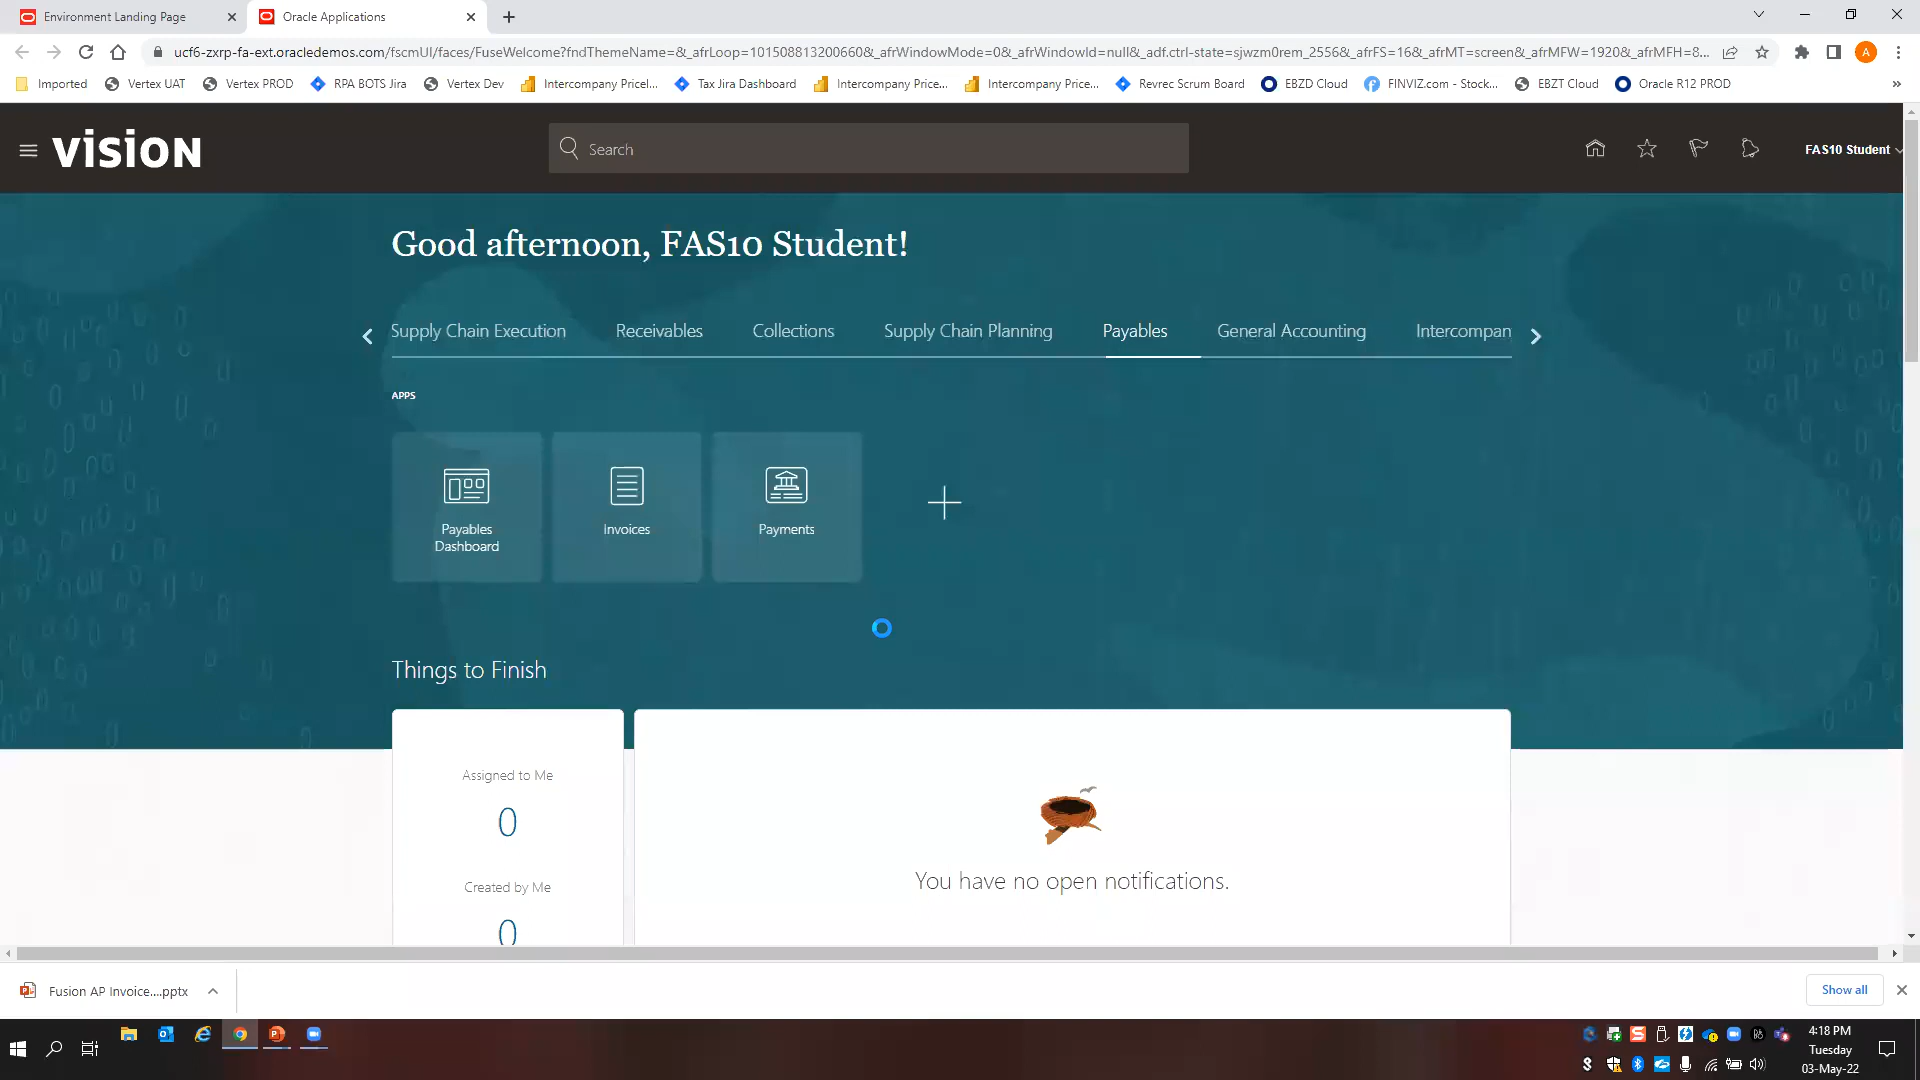 Environment Landing Page
Oracle Applications
ucf6-zxrp-fa-ext.oracledemos.com/fscmUI/faces/FuseWelcome?fndThemeName=&_afrLoop=10150881320066​0&_afrWindowMode=0&_afrWindowId=null&_adf.ctrl-state=sjwzm0rem_2556&_afrFS=16&_afrMT=screen&_afrMFW=1920&_afrMFH=8...
Imported Vertex UAT Vertex PROD RPA BOTS Jira Vertex Dev Intercompany Pricel... Tax Jira Dashboard Intercompany Price... Intercompany Price... Revrec Scrum Board EBZD Cloud FINVIZ.com - Stock... EBZT Cloud Oracle R12 PROD
vision
Search
FAS10 Student
Good afternoon, FAS10 Student!
Supply Chain Execution Receivables Collections Supply Chain Planning Payables General Accounting Intercompan
APPS
Payables
Dashboard
Invoices
Payments
Things to Finish
Assigned to Me
0
Created by Me
0
You have no open notifications.
Fusion AP Invoice....pptx
Show all
4:18 PM
Tuesday
03-May-22